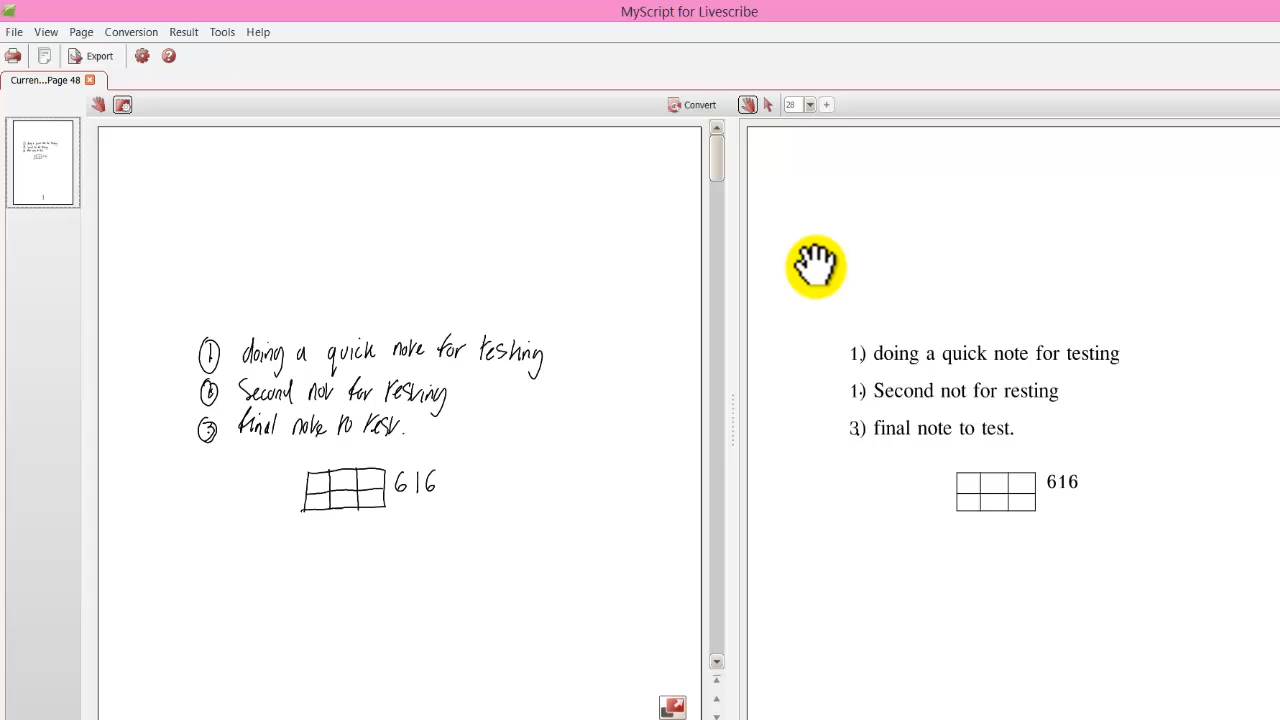 MyScript for Livescribe
File View Page Conversion Result Tools Help
Export
Curren...Page 48
Convert
28
1
① doing a quick note for testing
Second not for testing
③ final note to test.
616
1) doing a quick note for testing
1. Second not for resting
3) final note to test.
616